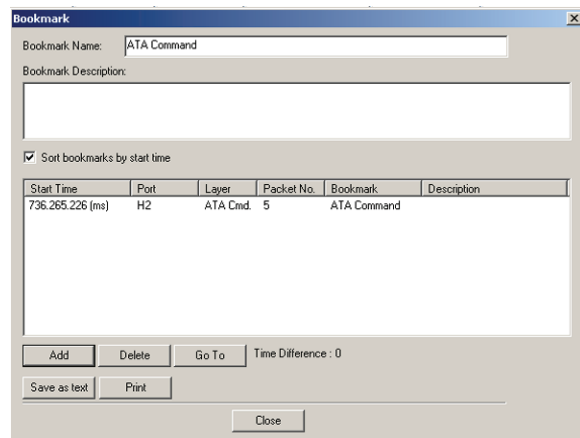 Bookmark
Bookmark Name: ATA Command
Bookmark Description:
Sort bookmarks by start time
Start Time Port Layer Packet No. Bookmark Description
736.265.226 (ms) H2 ATA Cmd. 5 ATA Command
Add Delete Go To Time Difference : 0
Save as text Print
Close